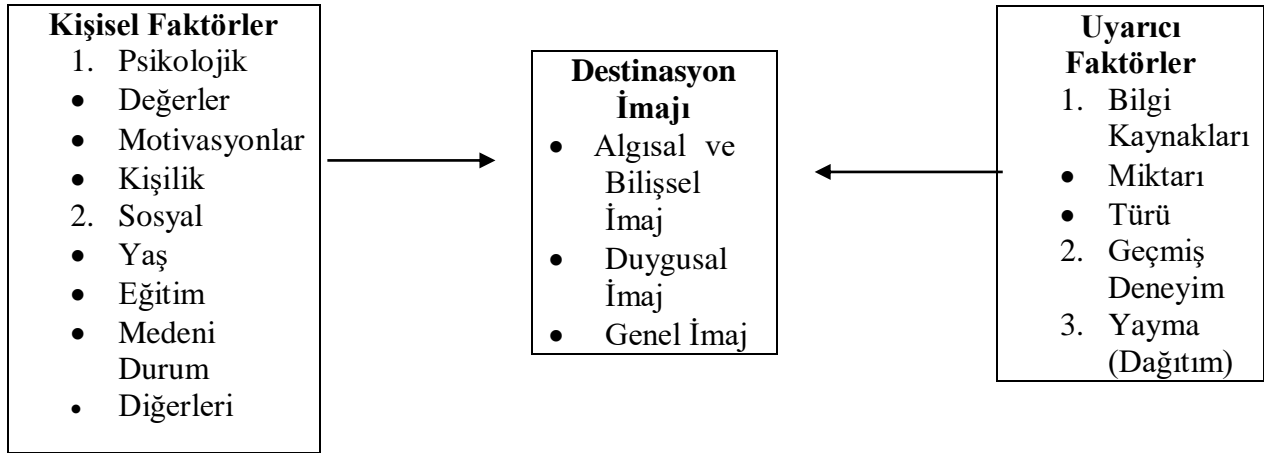 Kişisel Faktörler
1. Psikolojik
• Değerler
• Motivasyonlar
• Kişilik
2. Sosyal
• Yaş
• Eğitim
• Medeni
Durum
• Diğerleri
Destinasyon
İmajı
• Algısal ve
Bilişsel
İmaj
• Duygusal
İmaj
• Genel İmaj
Uyarıcı
Faktörler
1. Bilgi
Kaynakları
• Miktarı
• Türü
2. Geçmiş
Deneyim
3. Yayma
(Dağıtım)